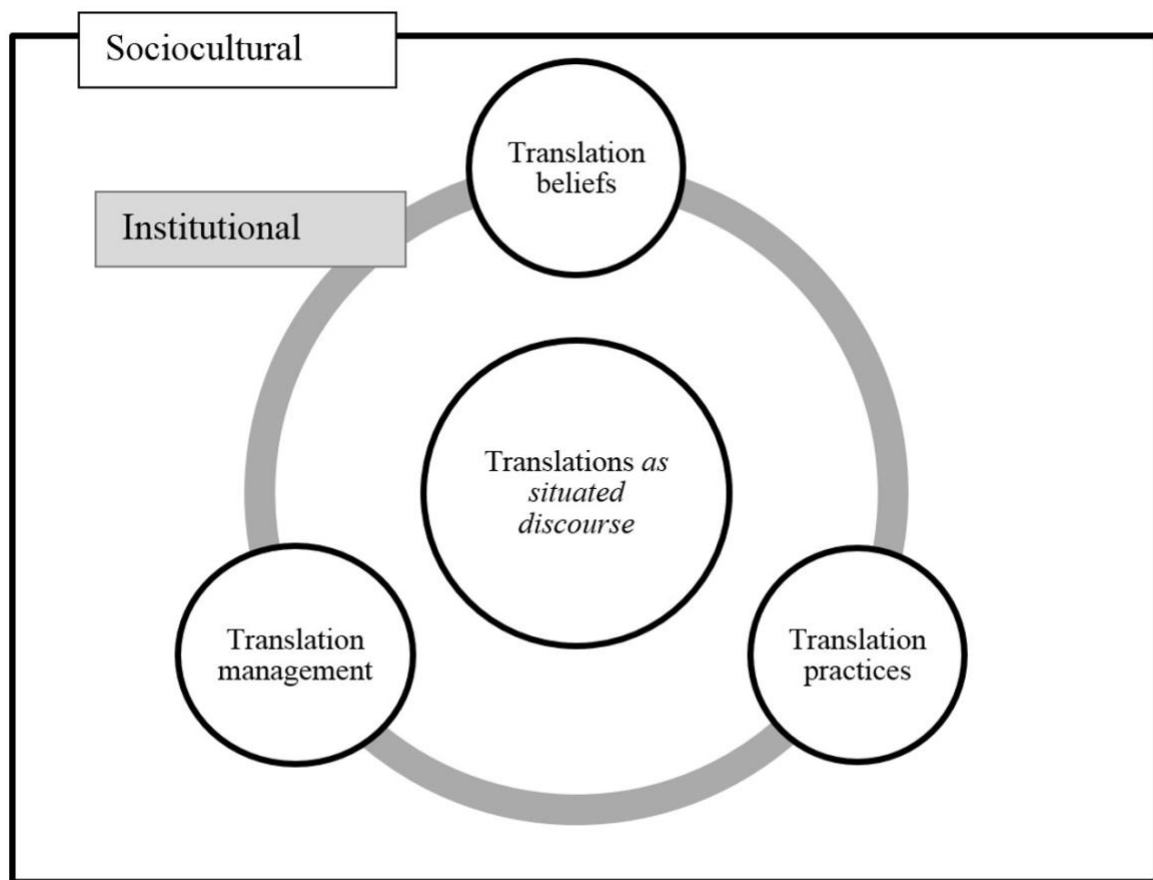 Sociocultural
Translation
beliefs
Institutional
Translations as
situated
discourse
Translation
management
Translation
practices